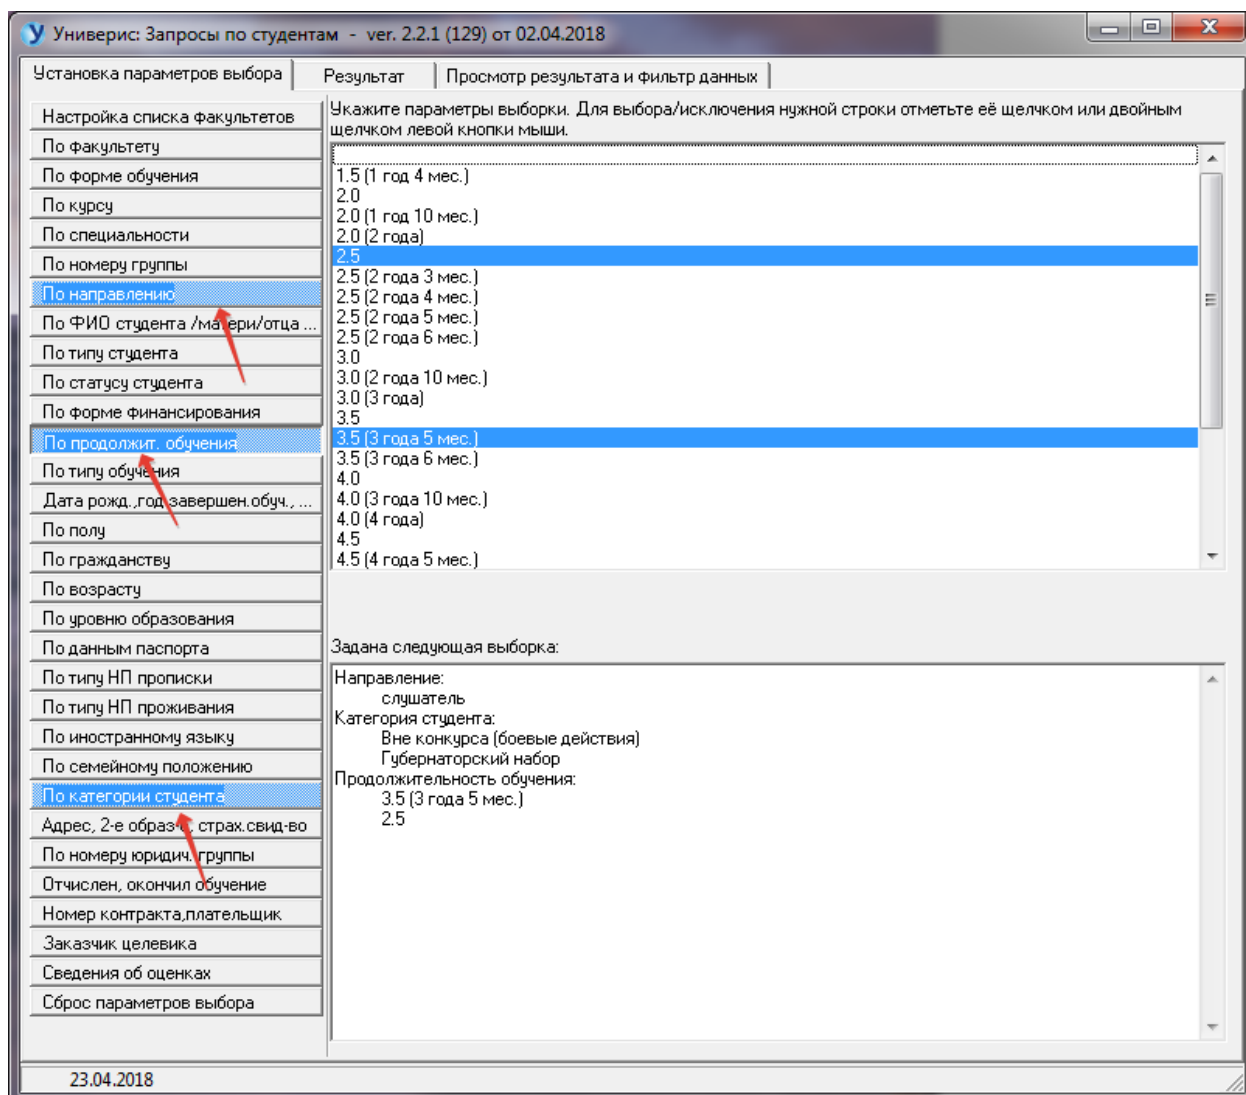 Универис: Запросы по студентам - ver. 2.2.1 (129) от 02.04.2018
Установка параметров выбора
Результат
Просмотр результата и фильтр данных
Настройка списка факультетов
По факультету
По форме обучения
По курсу
По специальности
По номеру группы
По направлению
По ФИО студента /матери/отца ...
По типу студента
По статусу студента
По форме финансирования
По продолжит. обучения
По типу обучения
Дата рожд.,год завершен.обуч., ...
По полу
По гражданству
По возрасту
По уровню образования
По данным паспорта
По типу НП прописки
По типу НП проживания
По иностранному языку
По семейному положению
По категории студента
Адрес, 2-е образ-е, страх.свид-во
По номеру юридич. группы
Отчислен, окончил обучение
Номер контракта,плательщик
Заказчик целевика
Сведения об оценках
Сброс параметров выбора
Укажите параметры выборки. Для выбора/исключения нужной строки отметьте её щелчком или двойным
щелчком левой кнопки мыши.
1.5 (1 год 4 мес.)
2.0
2.0 (1 год 10 мес.)
2.0 (2 года)
2.5
2.5 (2 года 3 мес.)
2.5 (2 года 4 мес.)
2.5 (2 года 5 мес.)
2.5 (2 года 6 мес.)
3.0
3.0 (2 года 10 мес.)
3.0 (3 года)
3.5
3.5 (3 года 5 мес.)
3.5 (3 года 6 мес.)
4.0
4.0 (3 года 10 мес.)
4.0 (4 года)
4.5
4.5 (4 года 5 мес.)
Задана следующая выборка:
Направление:
слушатель
Категория студента:
Вне конкурса (боевые действия)
Губернаторский набор
Продолжительность обучения:
3.5 (3 года 5 мес.)
2.5
23.04.2018